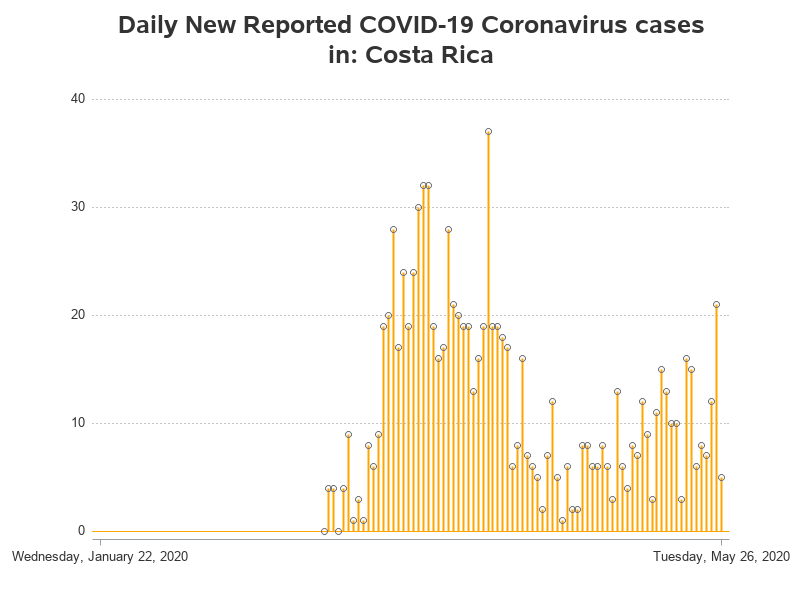 Daily New Reported COVID-19 Coronavirus cases
in: Costa Rica
40
30
20
10
0
Wednesday, January 22, 2020
Tuesday, May 26, 2020